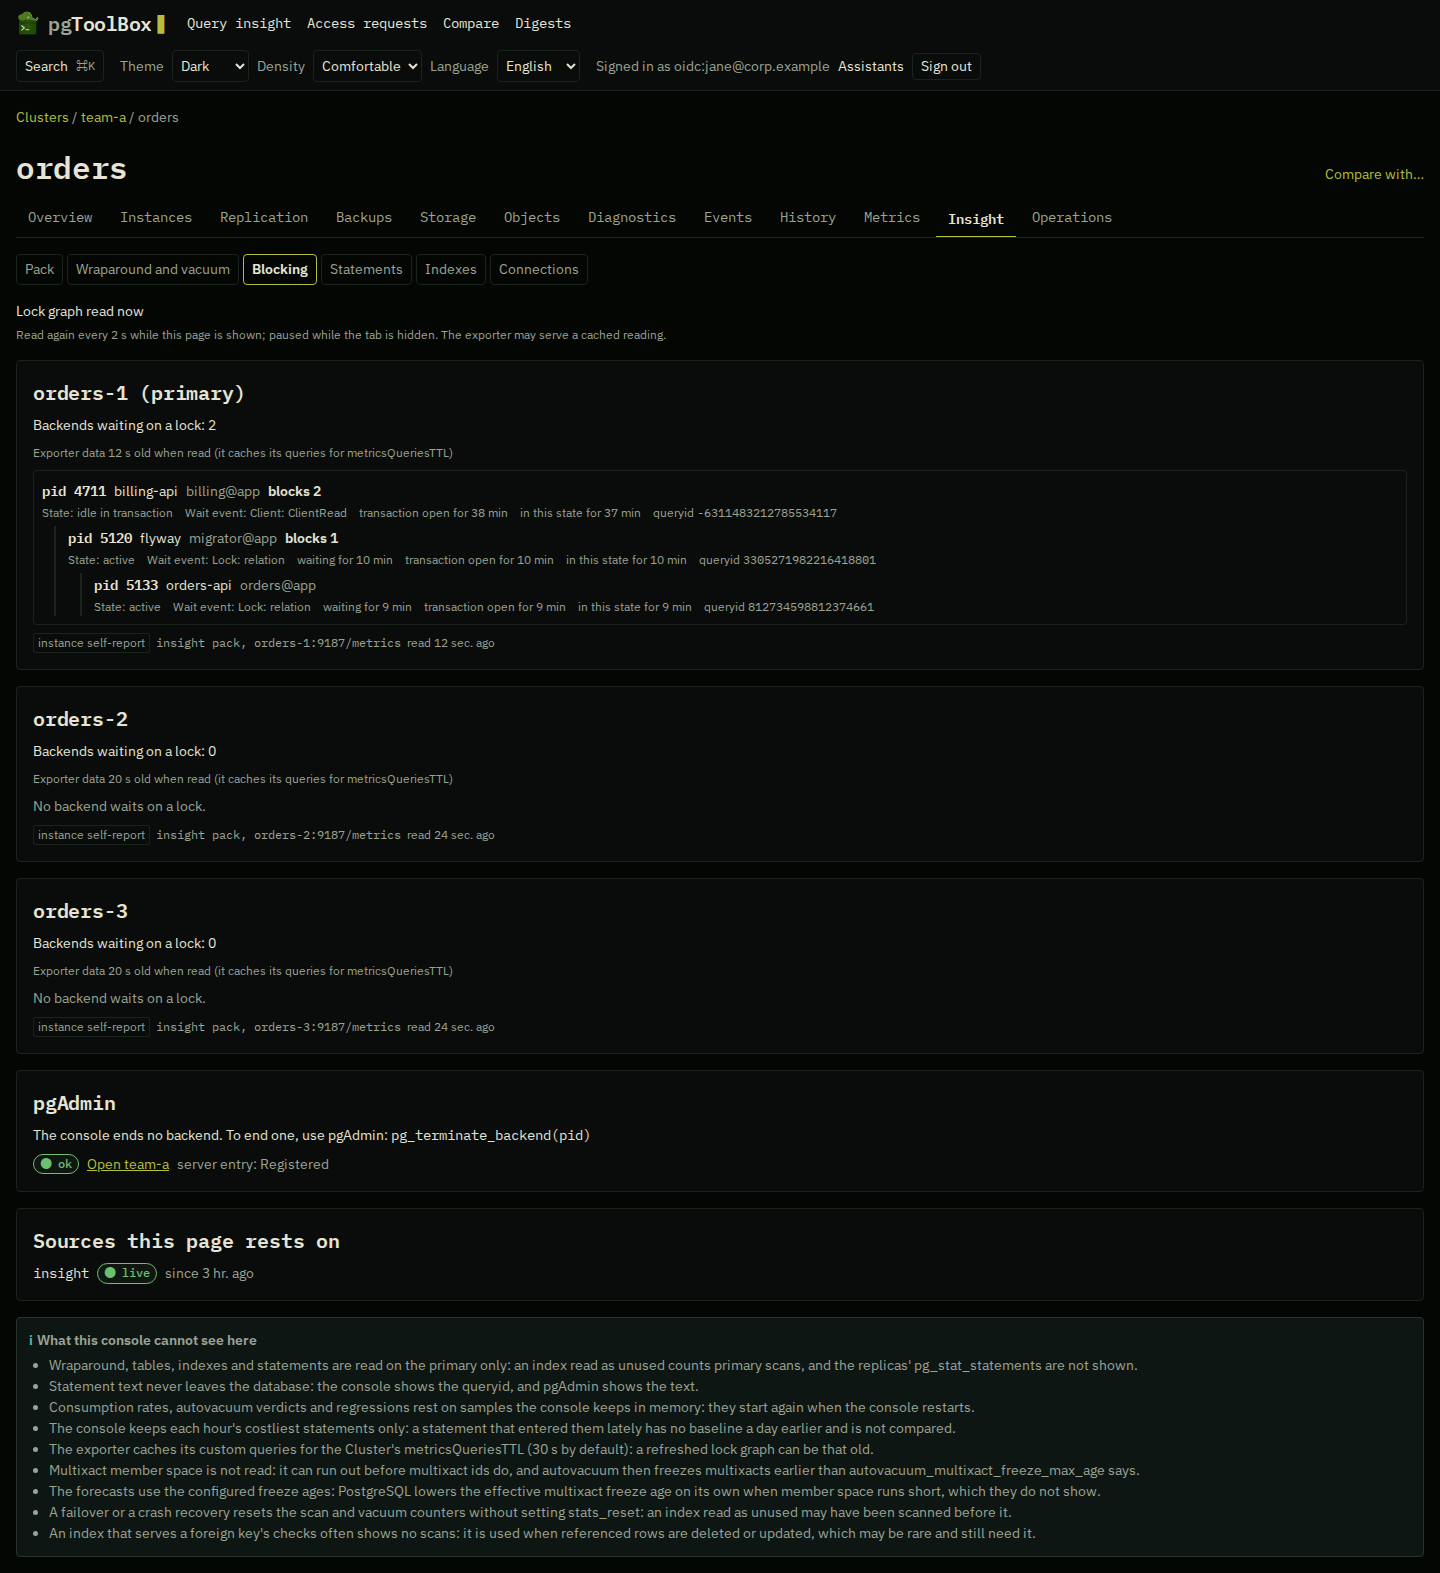 pgToolBox Query insight Access requests Compare Digests
Search ⌘K Theme Dark Density Comfortable Language English Signed in as oidc:jane@corp.example Assistants Sign out
Clusters / team-a / orders
orders
Compare with…
Overview Instances Replication Backups Storage Objects Diagnostics Events History Metrics Insight Operations
Pack Wraparound and vacuum Blocking Statements Indexes Connections
Lock graph read now
Read again every 2 s while this page is shown; paused while the tab is hidden. The exporter may serve a cached reading.
orders-1 (primary)
Backends waiting on a lock: 2
Exporter data 12 s old when read (it caches its queries for metricsQueriesTTL)
pid 4711 billing-api billing@app blocks 2
State: idle in transaction Wait event: Client: ClientRead transaction open for 38 min in this state for 37 min queryid -6311483212785534117
pid 5120 flyway migrator@app blocks 1
State: active Wait event: Lock: relation waiting for 10 min transaction open for 10 min in this state for 10 min queryid 3305271982216418801
pid 5133 orders-api orders@app
State: active Wait event: Lock: relation waiting for 9 min transaction open for 9 min in this state for 9 min queryid 812734598812374661
instance self-report insight pack, orders-1:9187/metrics read 12 sec. ago
orders-2
Backends waiting on a lock: 0
Exporter data 20 s old when read (it caches its queries for metricsQueriesTTL)
No backend waits on a lock.
instance self-report insight pack, orders-2:9187/metrics read 24 sec. ago
orders-3
Backends waiting on a lock: 0
Exporter data 20 s old when read (it caches its queries for metricsQueriesTTL)
No backend waits on a lock.
instance self-report insight pack, orders-3:9187/metrics read 24 sec. ago
pgAdmin
The console ends no backend. To end one, use pgAdmin: pg_terminate_backend(pid)
ok Open team-a server entry: Registered
Sources this page rests on
insight live since 3 hr. ago
i What this console cannot see here
Wraparound, tables, indexes and statements are read on the primary only: an index read as unused counts primary scans, and the replicas' pg_stat_statements are not shown.
Statement text never leaves the database: the console shows the queryid, and pgAdmin shows the text.
Consumption rates, autovacuum verdicts and regressions rest on samples the console keeps in memory: they start again when the console restarts.
The console keeps each hour's costliest statements only: a statement that entered them lately has no baseline a day earlier and is not compared.
The exporter caches its custom queries for the Cluster's metricsQueriesTTL (30 s by default): a refreshed lock graph can be that old.
Multixact member space is not read: it can run out before multixact ids do, and autovacuum then freezes multixacts earlier than autovacuum_multixact_freeze_max_age says.
The forecasts use the configured freeze ages: PostgreSQL lowers the effective multixact freeze age on its own when member space runs short, which they do not show.
A failover or a crash recovery resets the scan and vacuum counters without setting stats_reset: an index read as unused may have been scanned before it.
An index that serves a foreign key's checks often shows no scans: it is used when referenced rows are deleted or updated, which may be rare and still need it.